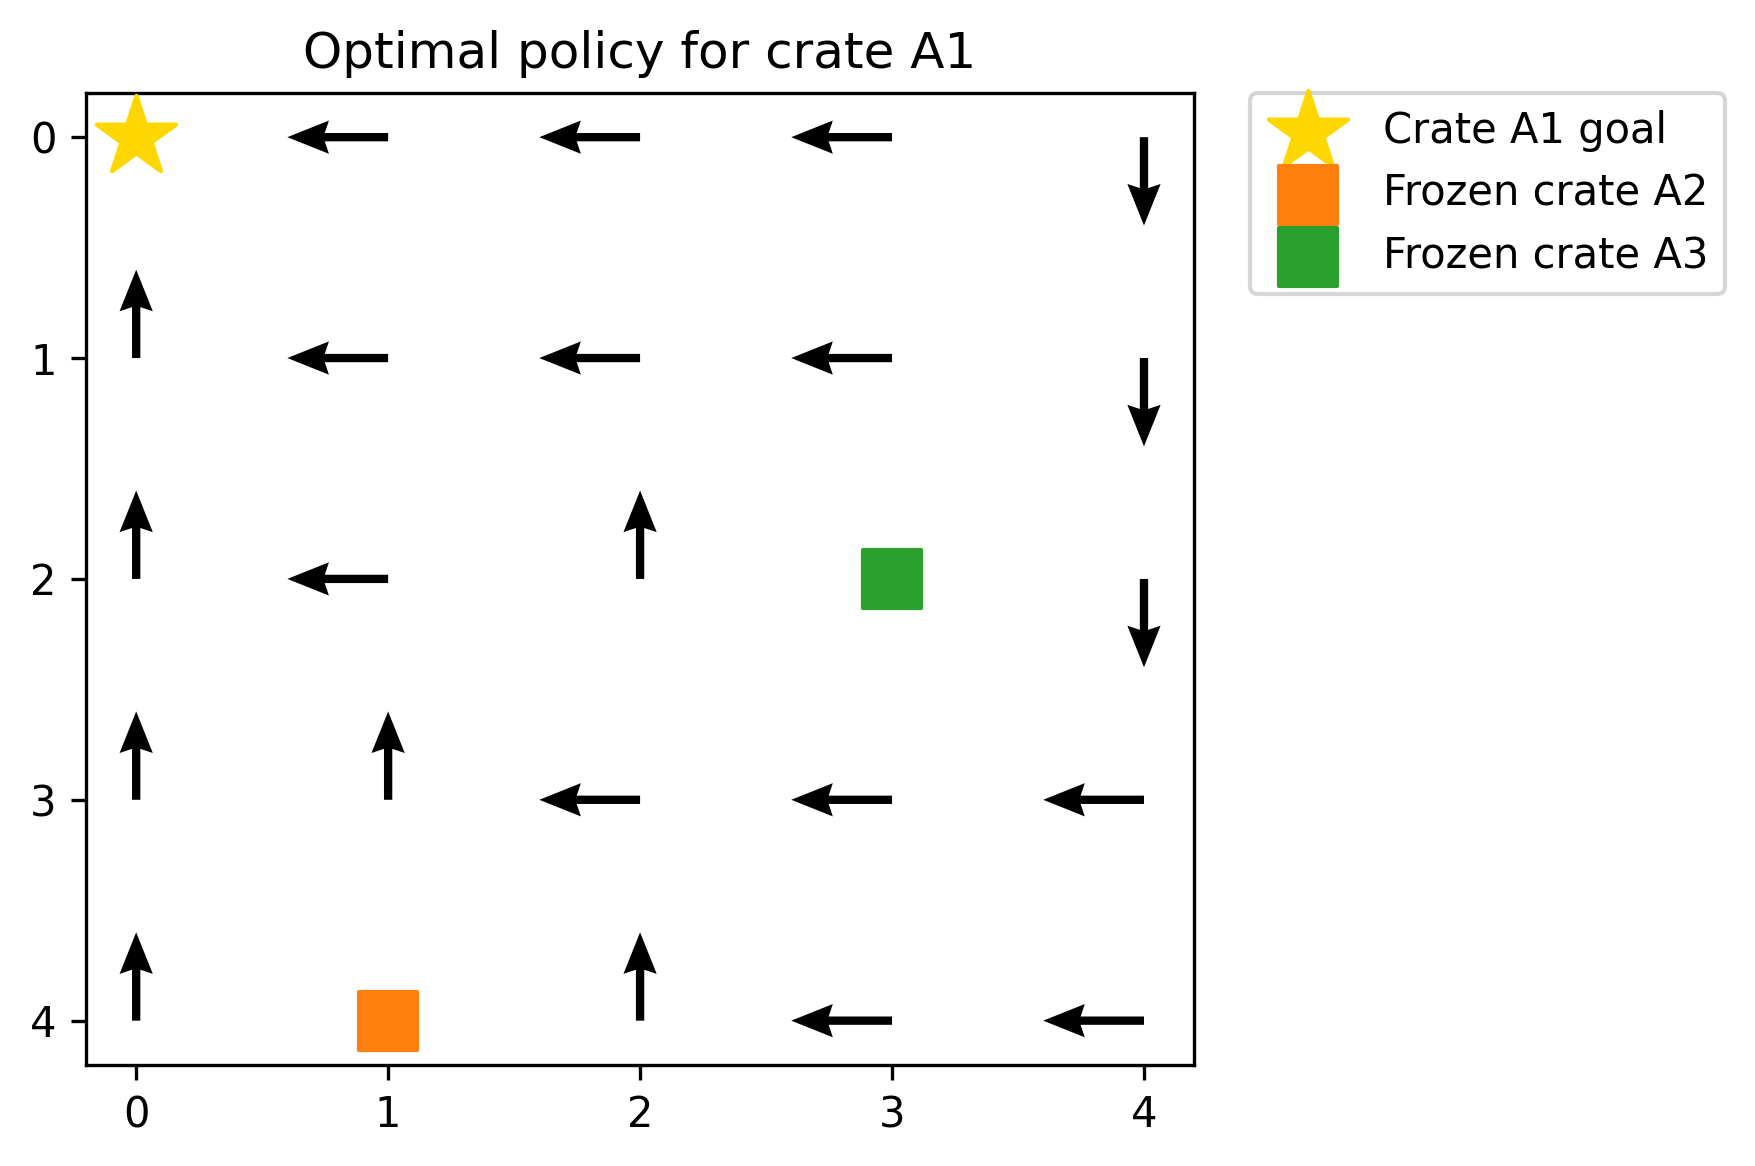 Optimal policy for crate A1
Crate A1 goal
Frozen crate A2
Frozen crate A3
0
1
2
3
4
0 1 2 3 4